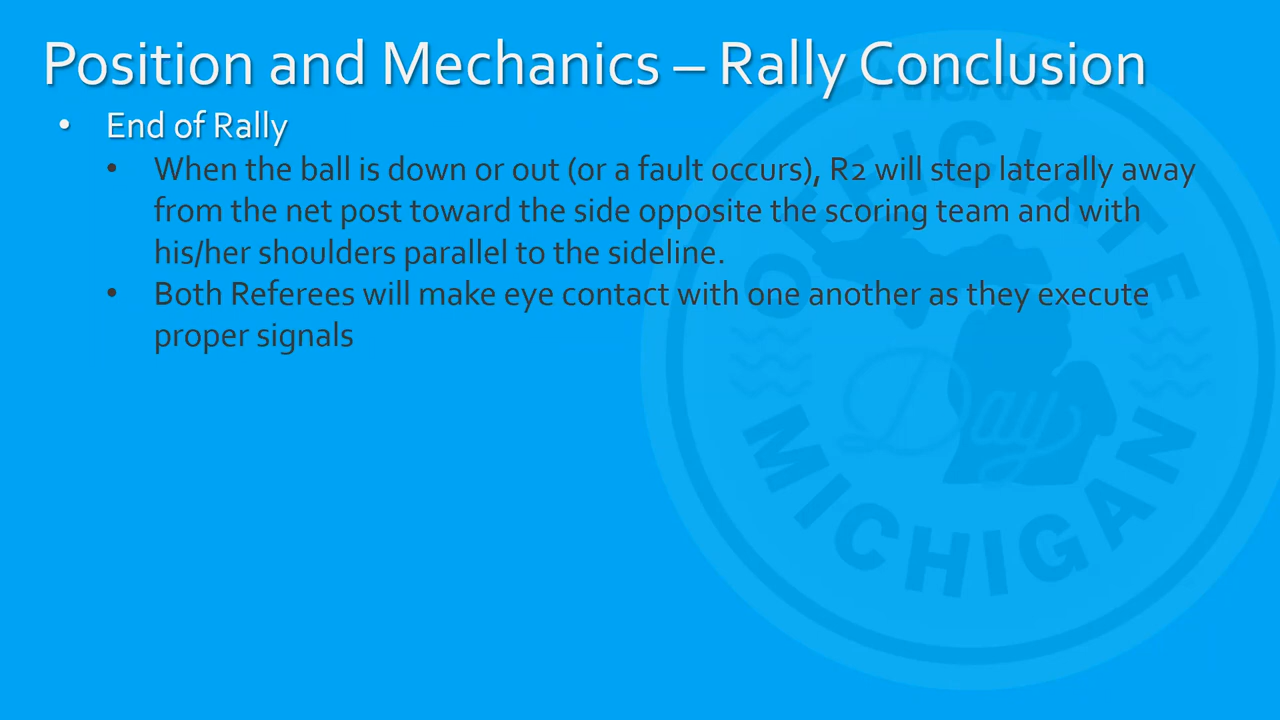 Position and Mechanics – Rally Conclusion
• End of Rally
• When the ball is down or out (or a fault occurs), R2 will step laterally away
from the net post toward the side opposite the scoring team and with
his/her shoulders parallel to the sideline.
• Both Referees will make eye contact with one another as they execute
proper signals
OFFICIATE
Day
MICHIGAN